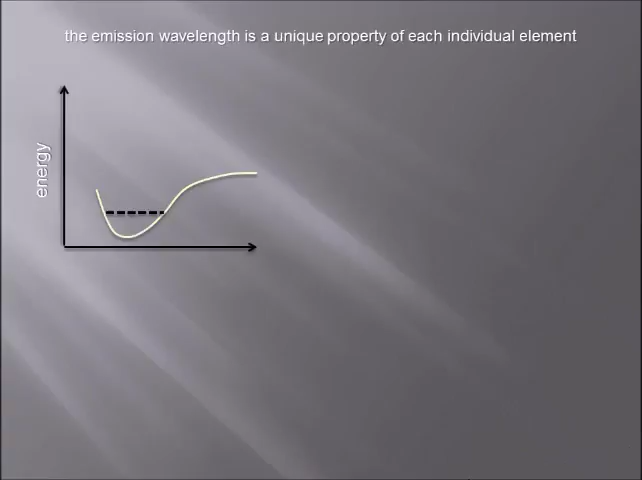 the emission wavelength is a unique property of each individual element
energy